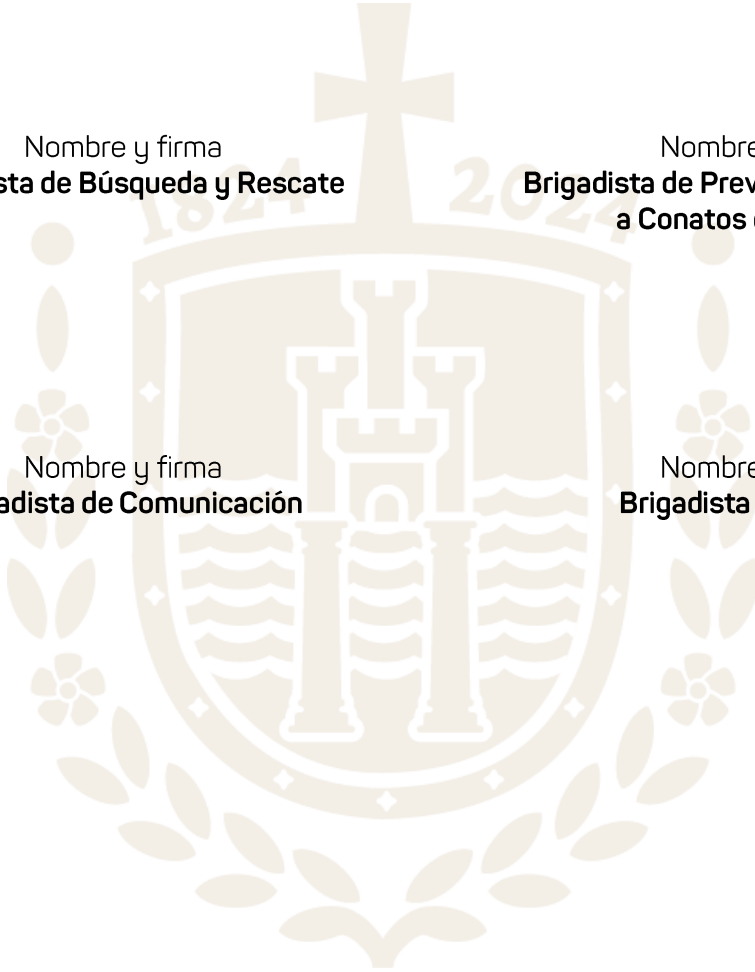 Nombre y firma
sta de Búsqueda y Rescate
Nombre
Brigadista de Prev
a Conatos
1824 2024
Nombre y firma
adista de Comunicación
Nombre
Brigadista